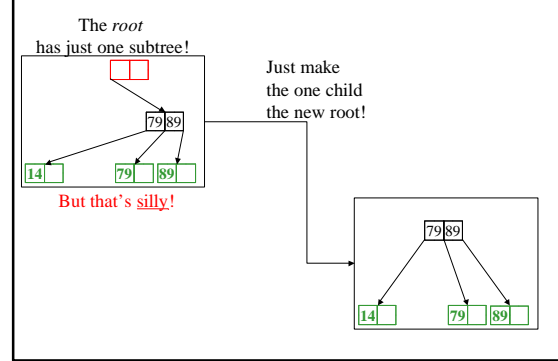 The root
has just one subtree!
79 89
14
79
89
But that's silly!
Just make
the one child
the new root!
79 89
14
79
89